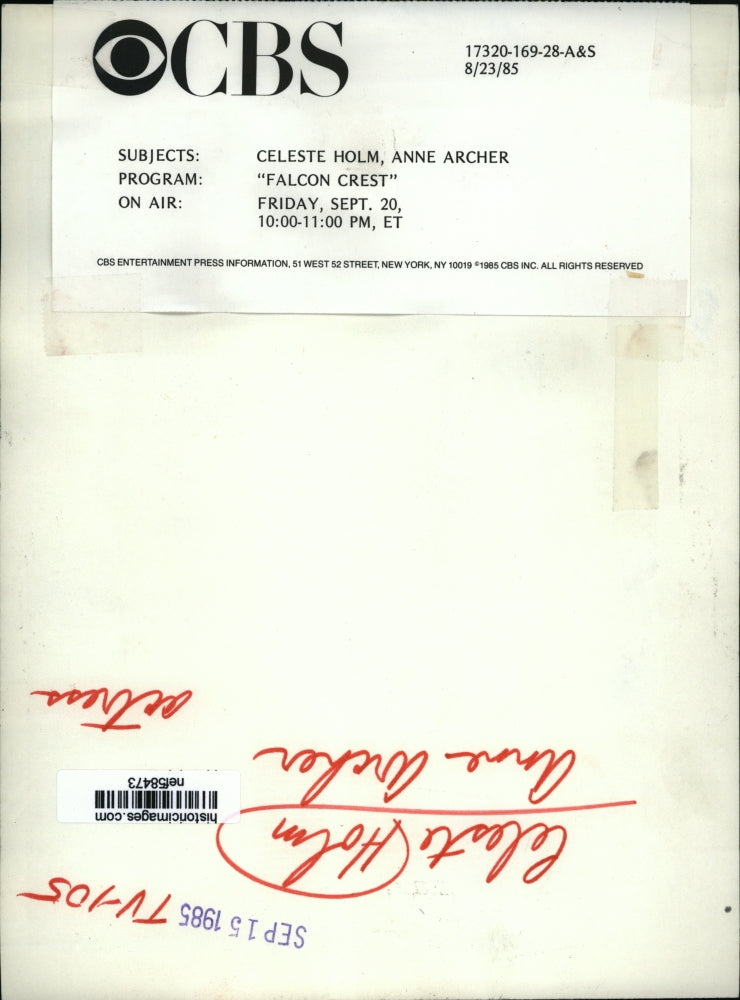 CBS
17320-169-28-A&S
8/23/85
SUBJECTS: CELESTE HOLM, ANNE ARCHER
PROGRAM: “FALCON CREST”
ON AIR: FRIDAY, SEPT. 20,
10:00-11:00 PM, ET
CBS ENTERTAINMENT PRESS INFORMATION, 51 WEST 52 STREET, NEW YORK, NY 10019 ©1985 CBS INC. ALL RIGHTS RESERVED
SEP 15 1985 TV-105
Celeste Holm
Anne Archer
actress
historicimages.com
nef58473